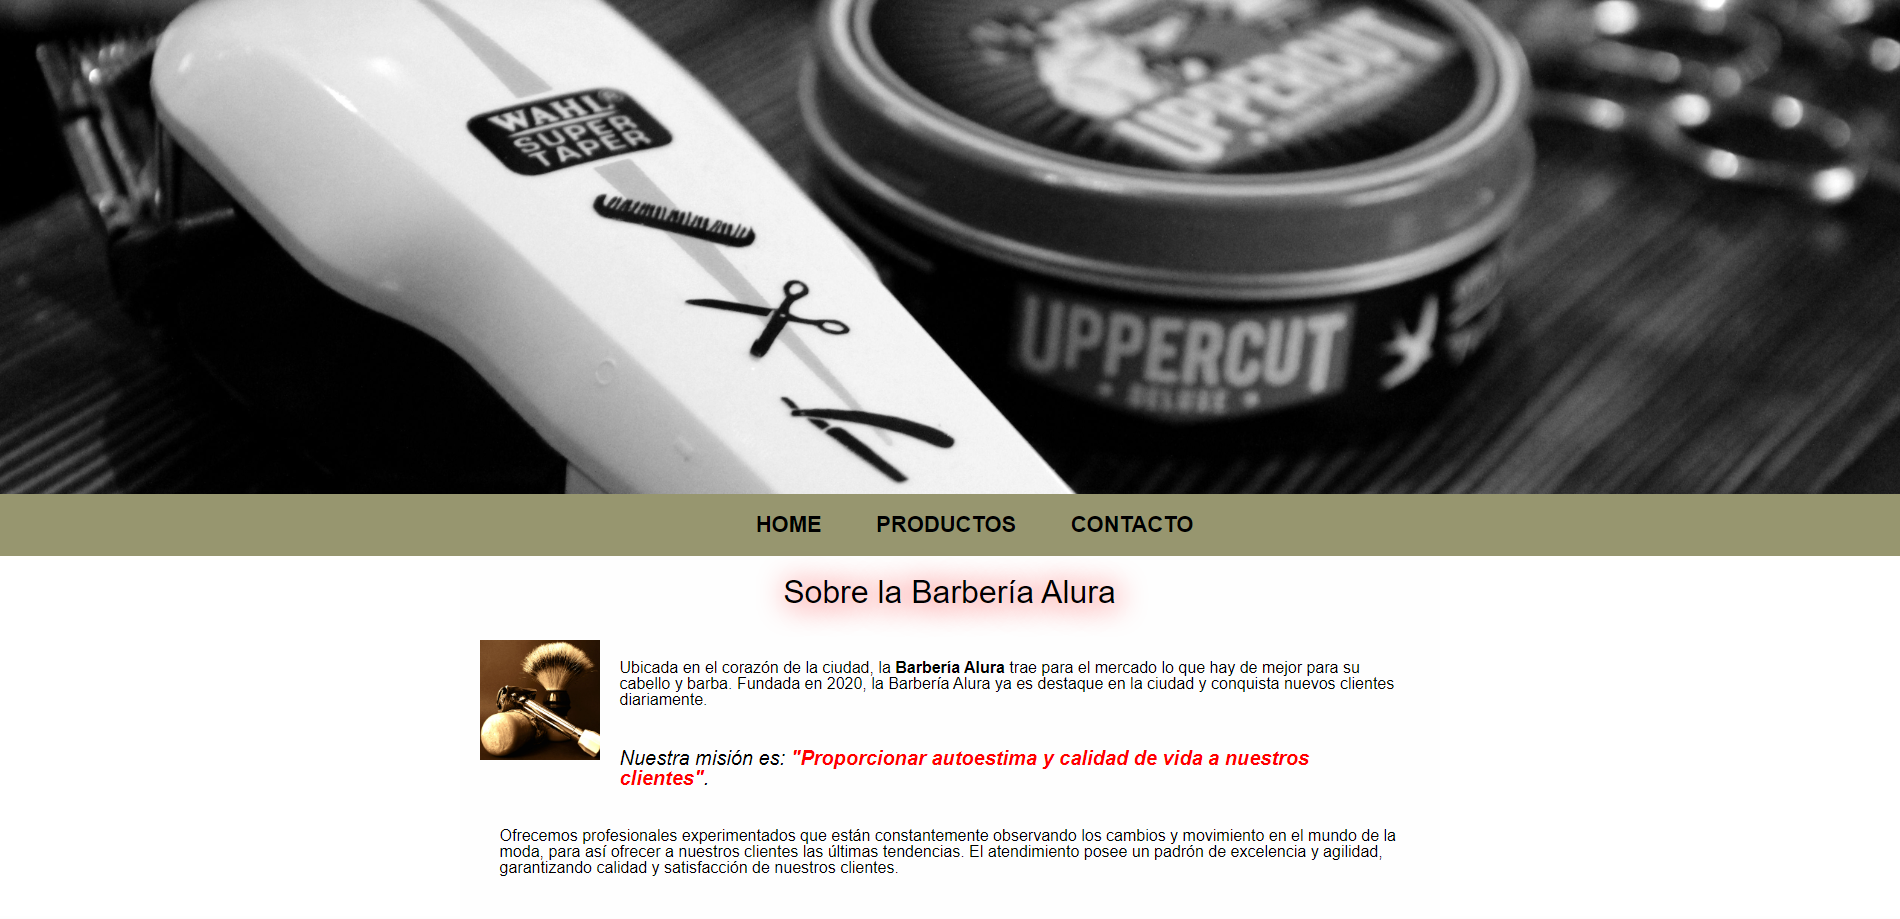 WAHL®
SUPER
TAPER
UPPERCUT
UPPERCUT
DELUXE
HOME PRODUCTOS CONTACTO
Sobre la Barbería Alura
Ubicada en el corazón de la ciudad, la Barbería Alura trae para el mercado lo que hay de mejor para su
cabello y barba. Fundada en 2020, la Barbería Alura ya es destaque en la ciudad y conquista nuevos clientes
diariamente.
Nuestra misión es: "Proporcionar autoestima y calidad de vida a nuestros
clientes".
Ofrecemos profesionales experimentados que están constantemente observando los cambios y movimiento en el mundo de la
moda, para así ofrecer a nuestros clientes las últimas tendencias. El atendimiento posee un padrón de excelencia y agilidad,
garantizando calidad y satisfacción de nuestros clientes.